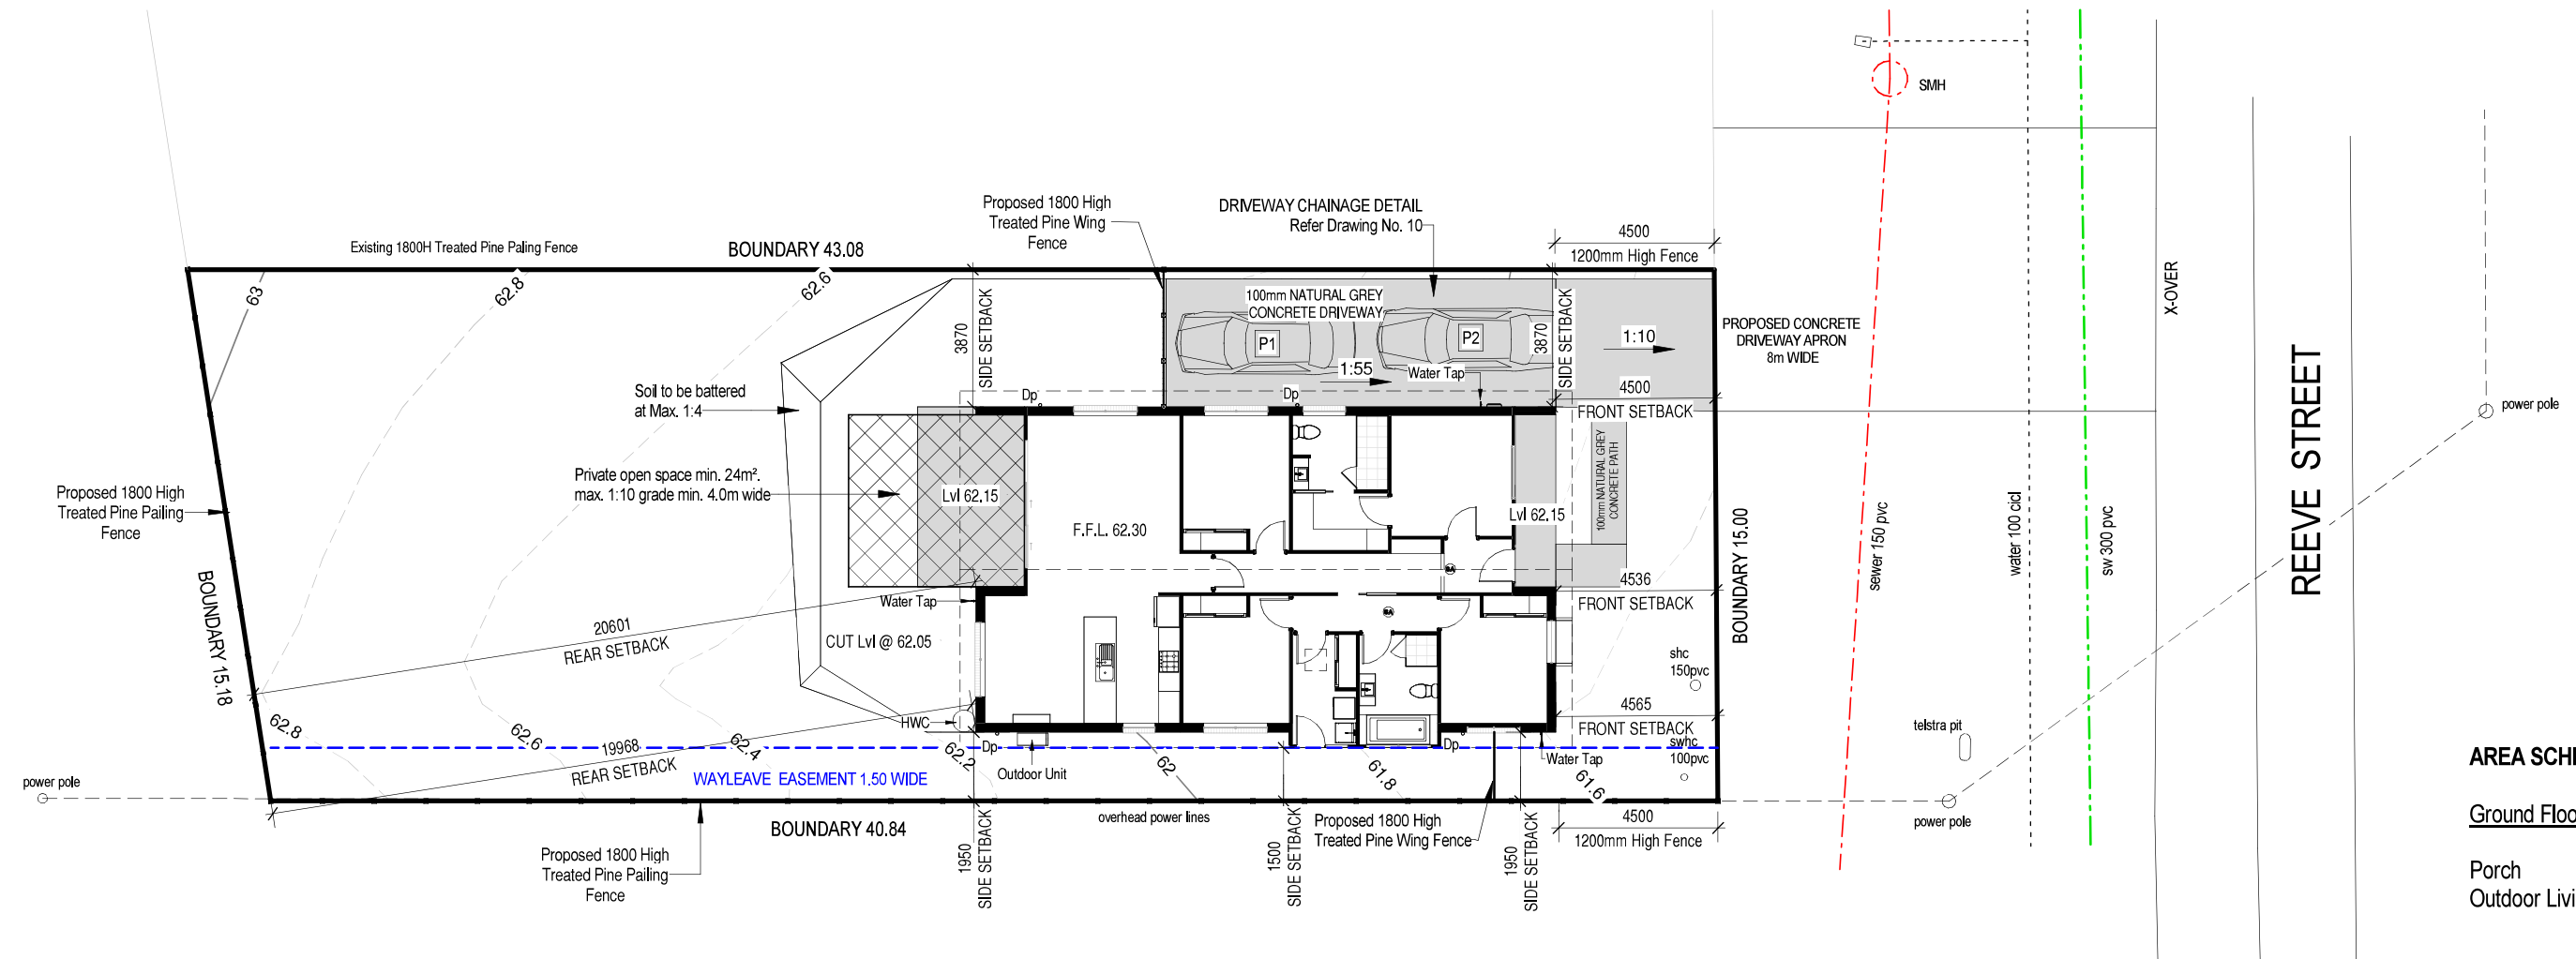 SMH
Proposed 1800 High
Treated Pine Wing
Fence
DRIVEWAY CHAINAGE DETAIL
Refer Drawing No. 10
4500
1200mm High Fence
Existing 1800H Treated Pine Paling Fence
BOUNDARY 43.08
63
62.8
62.6
3870
SIDE SETBACK
100mm NATURAL GREY
CONCRETE DRIVEWAY
P1
P2
1:55
Water Tap
3870
SIDE SETBACK
1:10
PROPOSED CONCRETE
DRIVEWAY APRON
8m WIDE
X-OVER
REEVE STREET
power pole
Soil to be battered
at Max. 1:4
Dp
Dp
4500
FRONT SETBACK
Private open space min. 24m².
max. 1:10 grade min. 4.0m wide
Lvl 62.15
F.F.L. 62.30
Lvl 62.15
100mm NATURAL GREY
CONCRETE PATH
Proposed 1800 High
Treated Pine Pailing
Fence
BOUNDARY 15.00
sewer 150 pvc
water 100 cicl
sw 300 pvc
BOUNDARY 15.18
Water Tap
SA
SA
4536
FRONT SETBACK
20601
REAR SETBACK
CUT Lvl @ 62.05
shc
150pvc
HWC
4565
FRONT SETBACK
swhc
100pvc
telstra pit
62.8
62.6
19968
REAR SETBACK
62.4
62.2
Dp
Outdoor Unit
62
61.8
Dp
Water Tap
61.6
WAYLEAVE EASEMENT 1.50 WIDE
power pole
BOUNDARY 40.84
overhead power lines
1950
SIDE SETBACK
1500
SIDE SETBACK
Proposed 1800 High
Treated Pine Wing Fence
1950
SIDE SETBACK
4500
1200mm High Fence
power pole
Proposed 1800 High
Treated Pine Pailing
Fence
AREA SCH
Ground Floo
Porch
Outdoor Livi